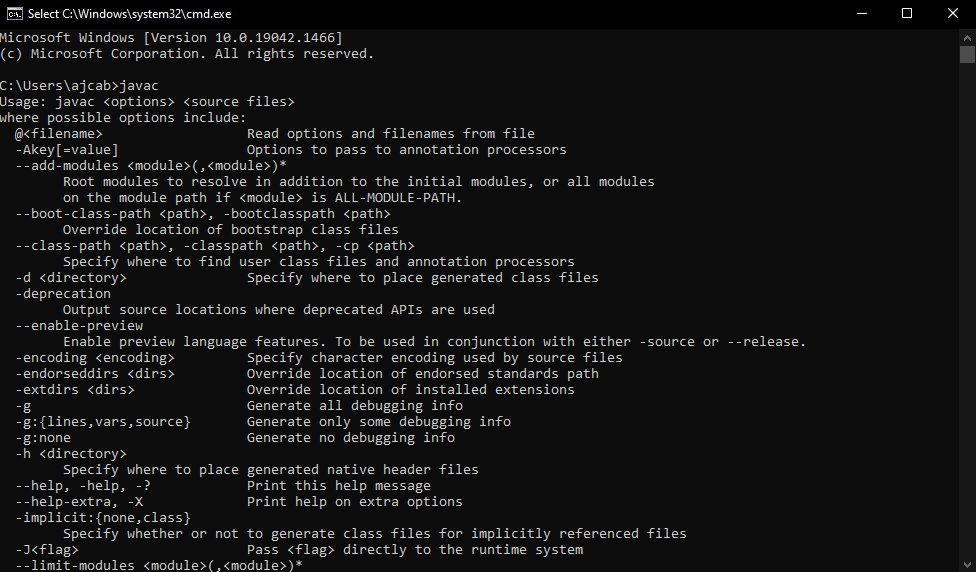 Select C:\Windows\system32\cmd.exe
Microsoft Windows [Version 10.0.19042.1466]
(c) Microsoft Corporation. All rights reserved.
C:\Users\ajcab>javac
Usage: javac <options> <source files>
where possible options include:
@<filename> Read options and filenames from file
-Akey[=value] Options to pass to annotation processors
--add-modules <module>(,<module>)*
Root modules to resolve in addition to the initial modules, or all modules
on the module path if <module> is ALL-MODULE-PATH.
--boot-class-path <path>, -bootclasspath <path>
Override location of bootstrap class files
--class-path <path>, -classpath <path>, -cp <path>
Specify where to find user class files and annotation processors
-d <directory> Specify where to place generated class files
-deprecation
Output source locations where deprecated APIs are used
--enable-preview
Enable preview language features. To be used in conjunction with either -source or --release.
-encoding <encoding> Specify character encoding used by source files
-endorseddirs <dirs> Override location of endorsed standards path
-extdirs <dirs> Override location of installed extensions
-g Generate all debugging info
-g:{lines,vars,source} Generate only some debugging info
-g:none Generate no debugging info
-h <directory>
Specify where to place generated native header files
--help, -help, -? Print this help message
--help-extra, -X Print help on extra options
-implicit:{none,class}
Specify whether or not to generate class files for implicitly referenced files
-J<flag> Pass <flag> directly to the runtime system
--limit-modules <module>(,<module>)*